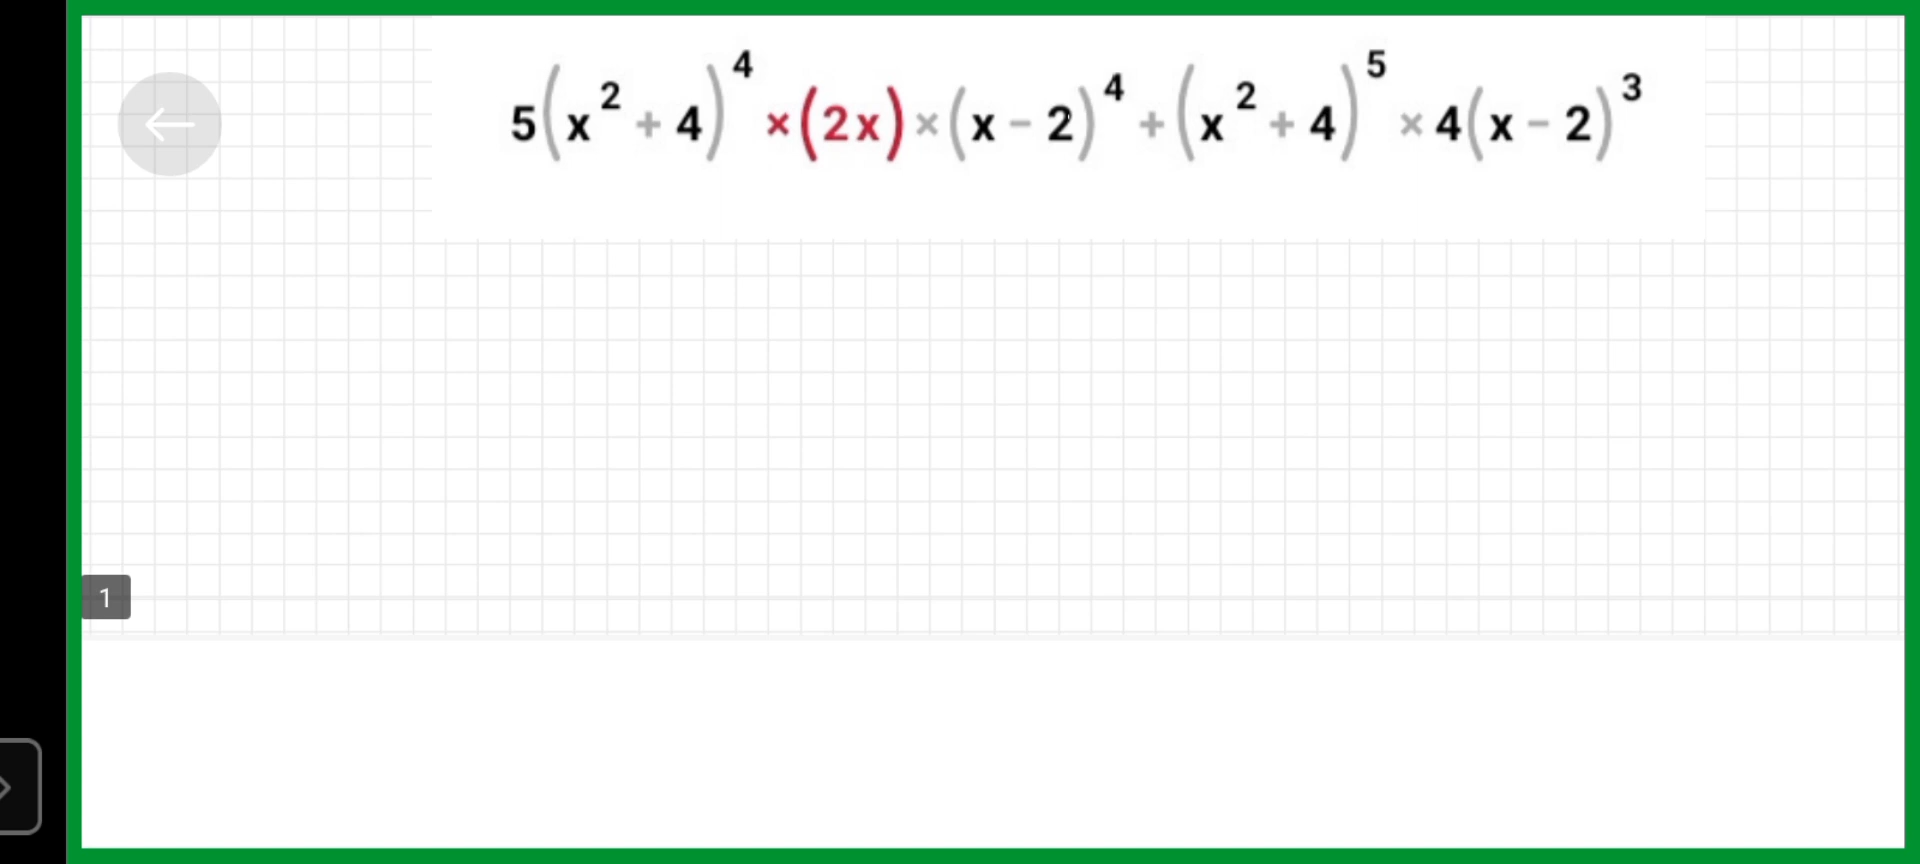 5(x² + 4)⁴ ×(2x)×(x − 2)⁴ + (x² + 4)⁵ × 4(x − 2)³
1